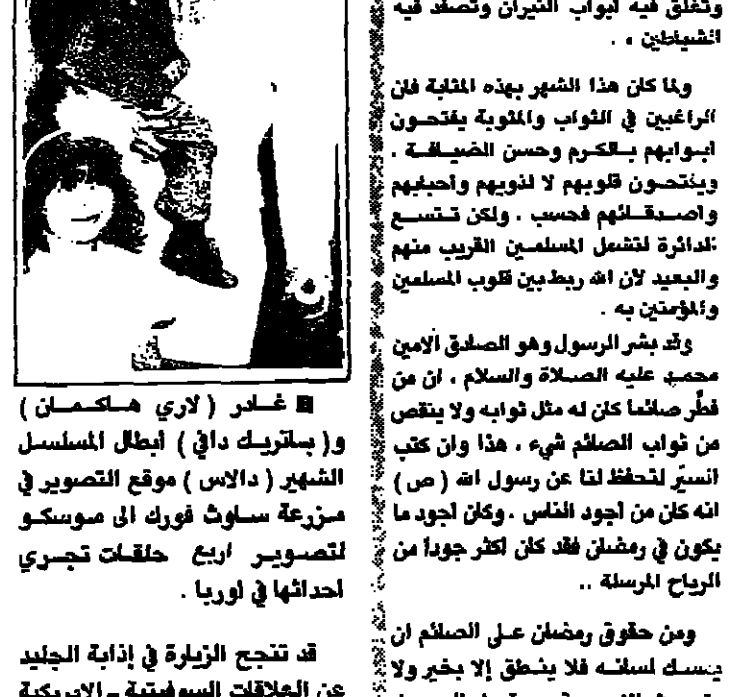 وتغلق فيه أبواب النيران وتصفد فيه
الشياطين » .
ولما كان هذا الشهر بهذه المثابة فان
الراغبين في الثواب والمثوبة يفتحون
ابوابهم بالكرم وحسن الضيافة .
ويفتحون قلوبهم لا لذويهم وأحبابهم
واصدقائهم فحسب . ولكن تتسع
الدائرة لتشمل المسلمين القريب منهم
والبعيد لأن الله ربط بين قلوب المسلمين
والمؤمنين به .
وقد بشر الرسول وهو الصادق الأمين
محمد عليه الصلاة والسلام ، ان من
فطّر صائماً كان له مثل ثوابه ولا ينقص
من ثواب الصائم شيء . هذا وان كتب
السيّر لتحفظ لنا عن رسول الله ( ص )
انه كان من أجود الناس . وكان أجود ما
يكون في رمضان فقد كان أكثر جوداً من
الرياح المرسلة ..
ومن حقوق رمضان على الصائم ان
يمسك لسانه فلا ينطق إلا بخير ولا
غادر ( لاري هاكمان )
و( باتريك دافي ) أبطال المسلسل
الشهير ( دالاس ) موقع التصوير في
مزرعة ساوث فورك الى موسكو
لتصوير اربع حلقات تجري
احداثها في اوربا .
قد تنجح الزيارة في إذابة الجليد
عن العلاقات السوفيتية - الامريكية